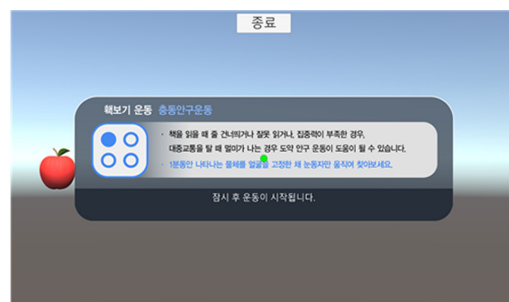 종료
홱보기 운동 충동안구운동
· 책을 읽을 때 줄 건너띄거나 잘못 읽거나, 집중력이 부족한 경우,
대중교통을 탈 때 멀미가 나는 경우 도약 안구 운동이 도움이 될 수 있습니다.
· 1분동안 나타나는 물체를 얼굴을 고정한 채 눈동자만 움직여 찾아보세요.
잠시 후 운동이 시작됩니다.